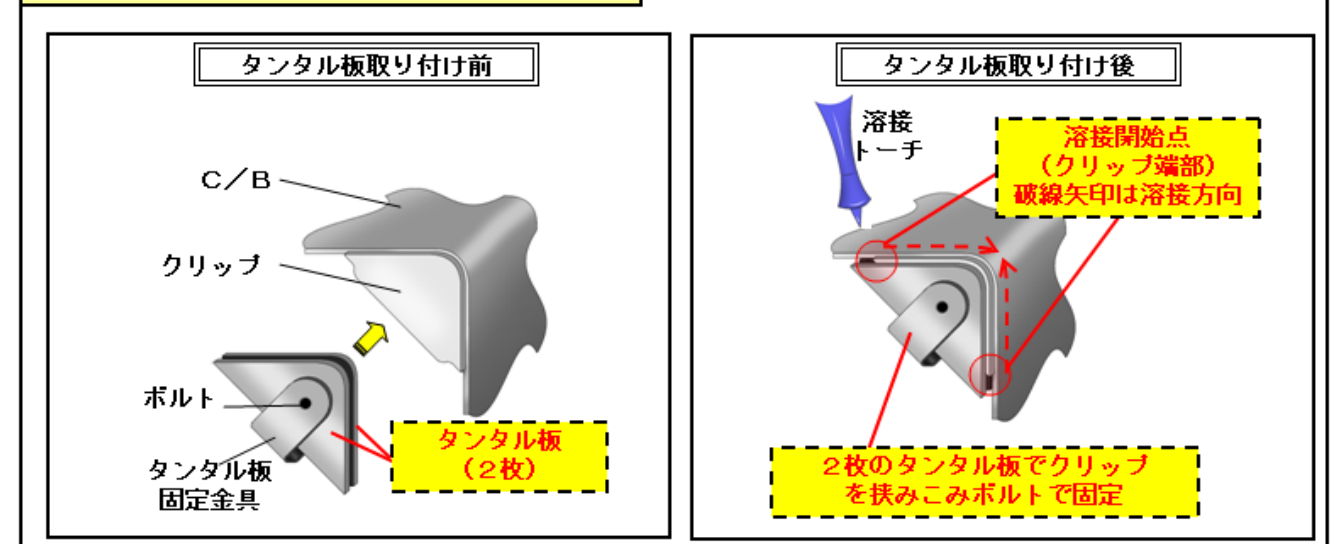 タンタル板取り付け前
C／B
クリップ
ボルト
タンタル板
固定金具
タンタル板
（２枚）
タンタル板取り付け後
溶接
トーチ
溶接開始点
（クリップ端部）
破線矢印は溶接方向
２枚のタンタル板でクリップ
を挟みこみボルトで固定